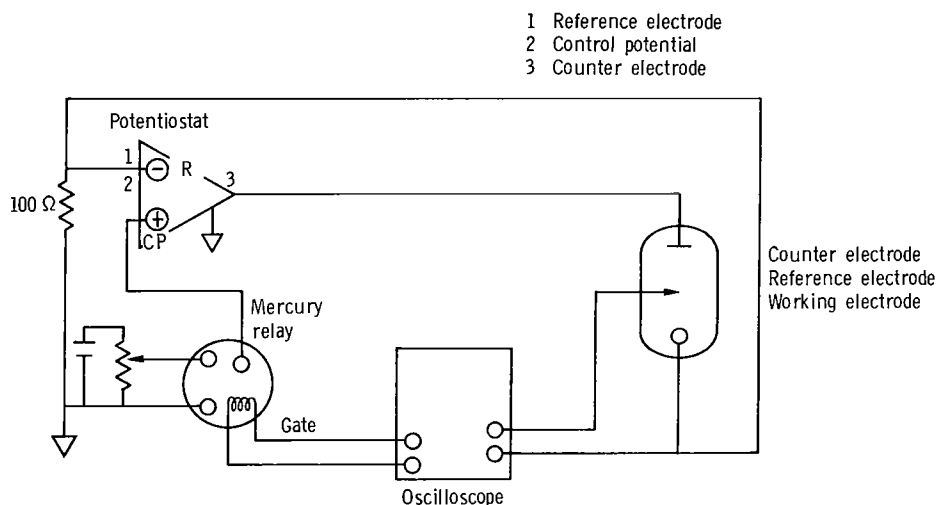 1 Reference electrode
2 Control potential
3 Counter electrode
Potentiostat
1
R
2
3
100 Ω
CP
Counter electrode
Reference electrode
Working electrode
Mercury
relay
Gate
Oscilloscope